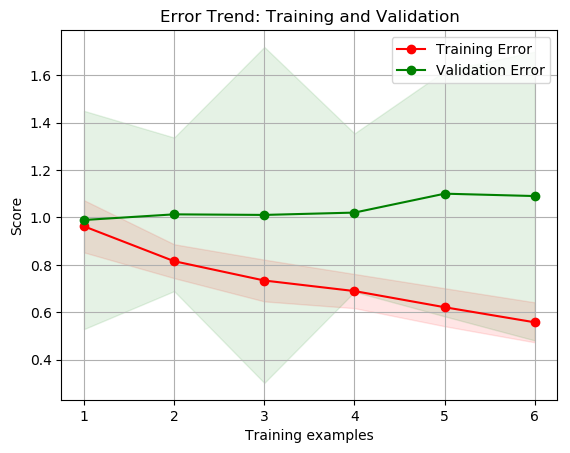 Error Trend: Training and Validation
Training Error
Validation Error
Score
1.6
1.4
1.2
1.0
0.8
0.6
0.4
1 2 3 4 5 6
Training examples